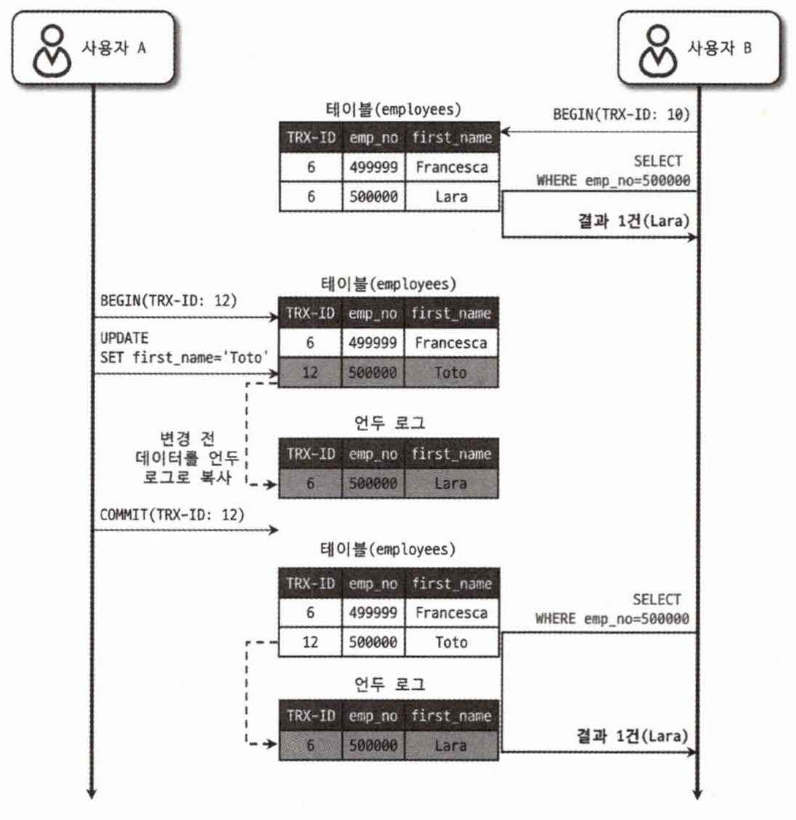 사용자 A
사용자 B
테이블(employees)
BEGIN(TRX-ID: 10)
TRX-ID emp_no first_name
6 499999 Francesca
6 500000 Lara
SELECT
WHERE emp_no=500000
결과 1건(Lara)
테이블(employees)
BEGIN(TRX-ID: 12)
TRX-ID emp_no first_name
6 499999 Francesca
12 500000 Toto
UPDATE
SET first_name='Toto'
언두 로그
변경 전
데이터를 언두
로그로 복사
TRX-ID emp_no first_name
6 500000 Lara
COMMIT(TRX-ID: 12)
테이블(employees)
TRX-ID emp_no first_name
6 499999 Francesca
12 500000 Toto
SELECT
WHERE emp_no=500000
언두 로그
TRX-ID emp_no first_name
6 500000 Lara
결과 1건(Lara)